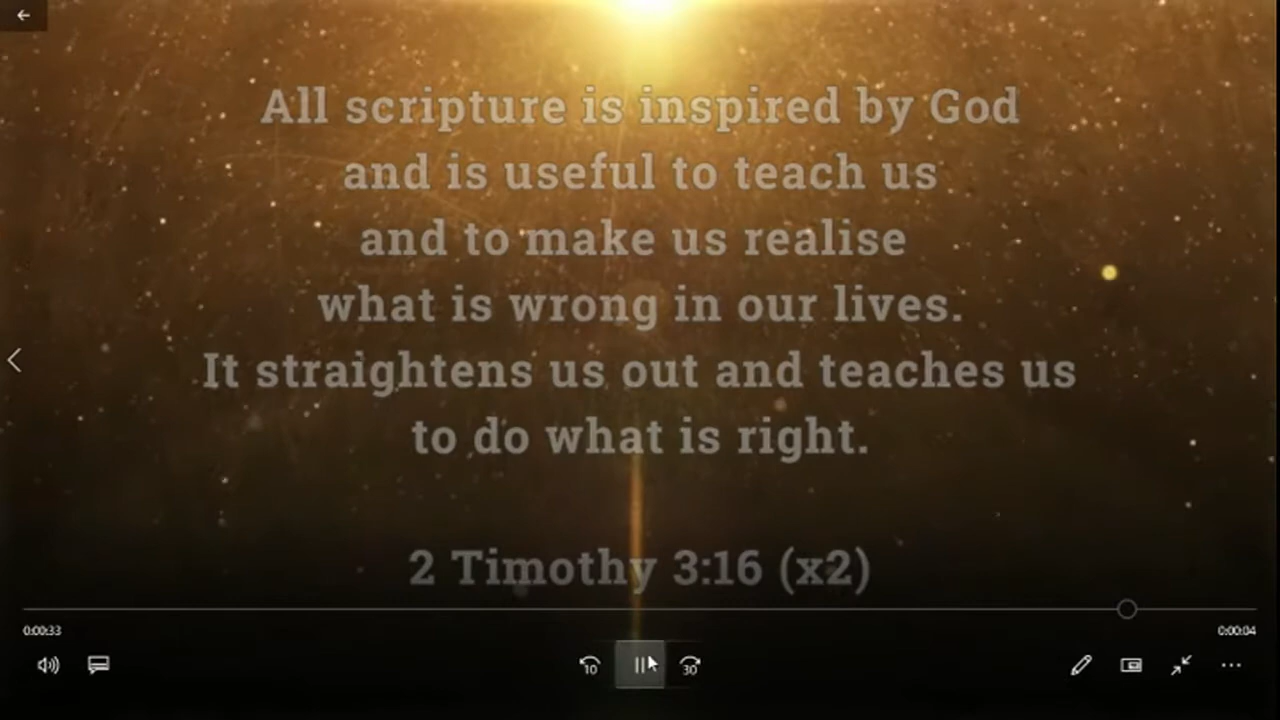 All scripture is inspired by God
and is useful to teach us
and to make us realise
what is wrong in our lives.
It straightens us out and teaches us
to do what is right.
2 Timothy 3:16 (x2)
0:00:33
0:00:04
10
30